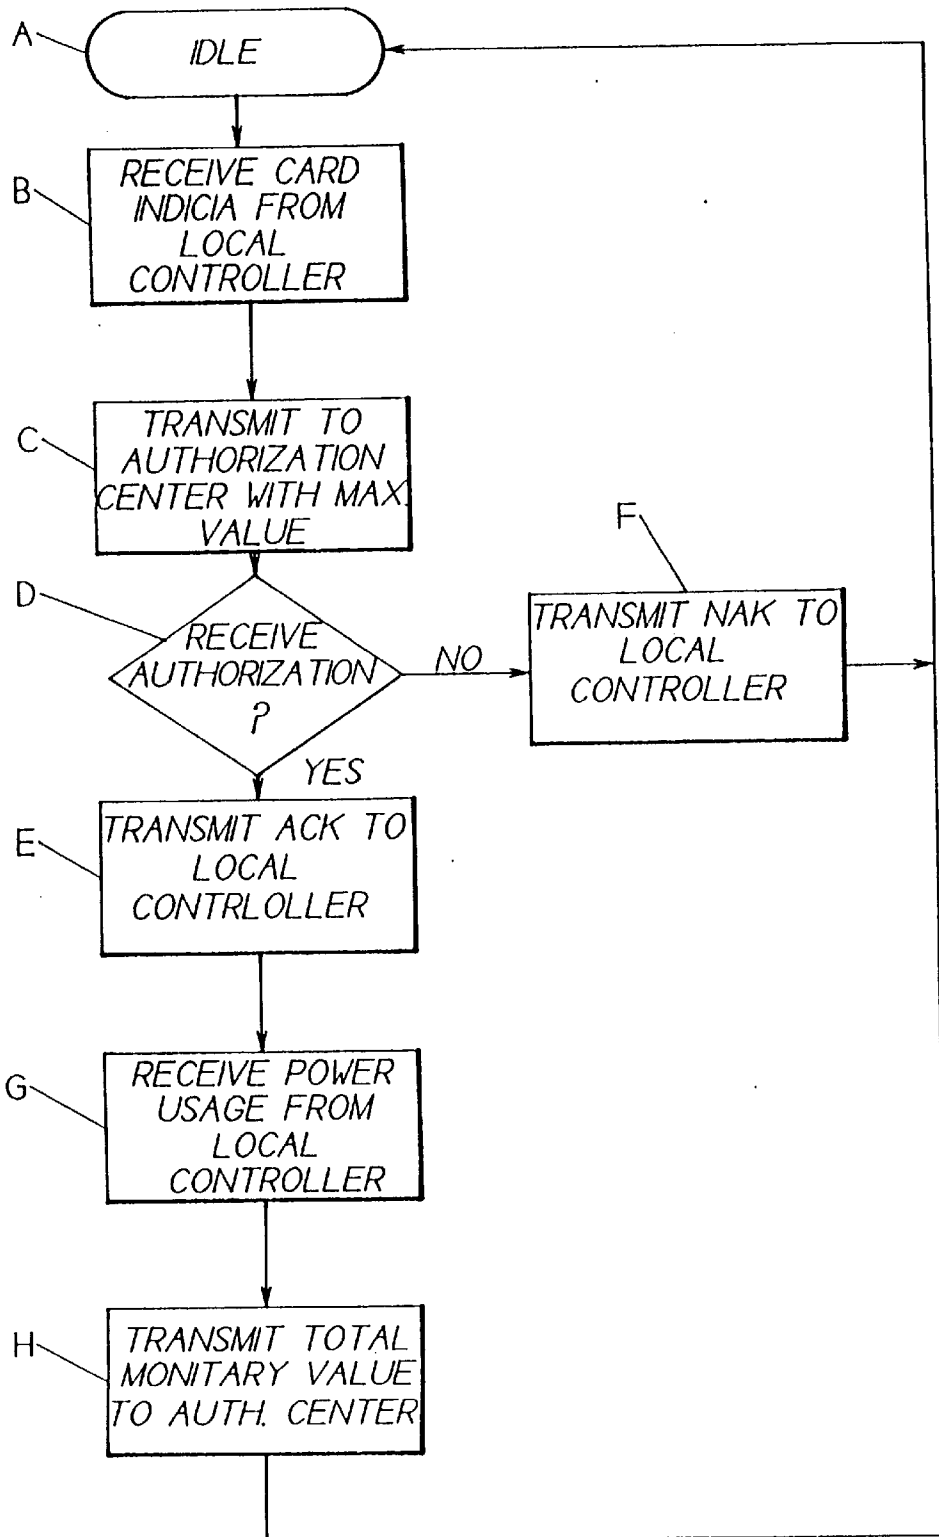 A
IDLE
B
RECEIVE CARD
INDICIA FROM
LOCAL
CONTROLLER
C
TRANSMIT TO
AUTHORIZATION
CENTER WITH MAX.
VALUE
D
RECEIVE
AUTHORIZATION
?
NO
F
TRANSMIT NAK TO
LOCAL
CONTROLLER
YES
E
TRANSMIT ACK TO
LOCAL
CONTRLOLLER
G
RECEIVE POWER
USAGE FROM
LOCAL
CONTROLLER
H
TRANSMIT TOTAL
MONITARY VALUE
TO AUTH. CENTER